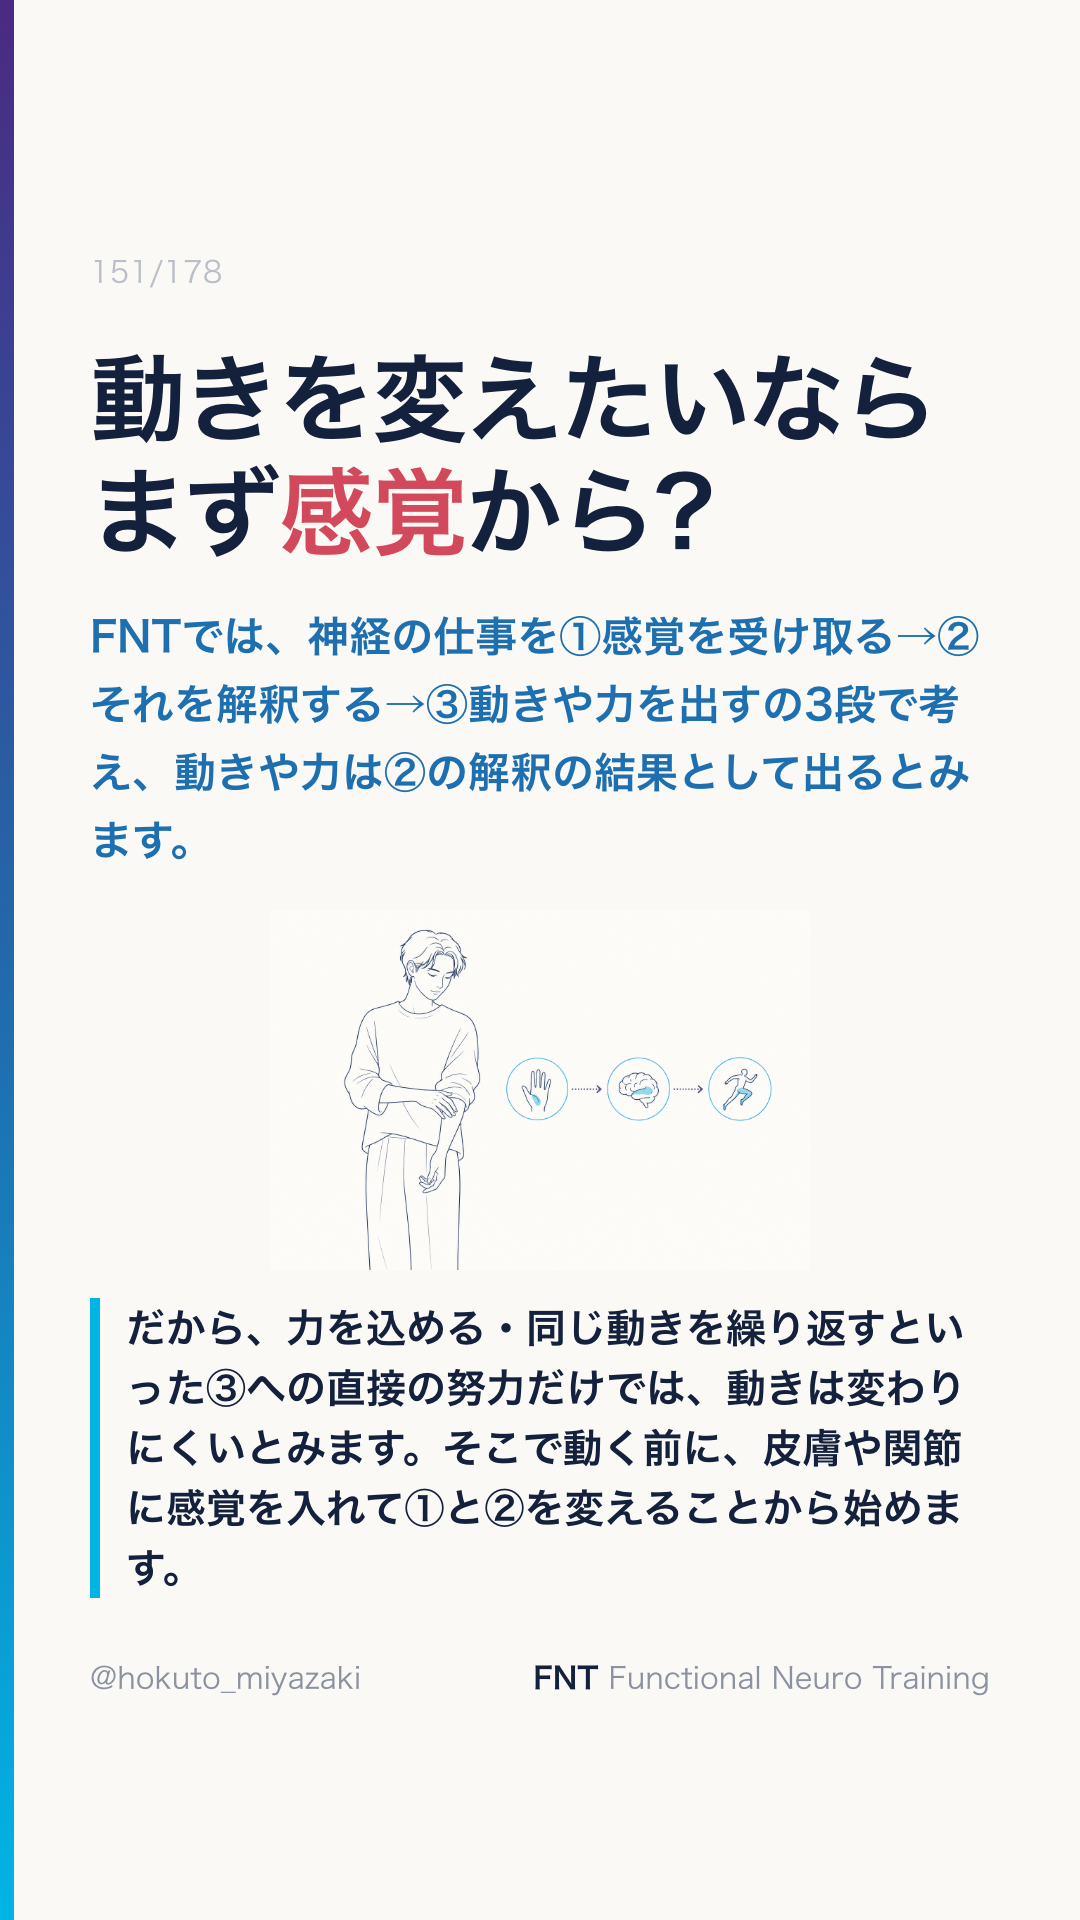 151/178
動きを変えたいなら
まず感覚から?
FNTでは、神経の仕事を①感覚を受け取る→②
それを解釈する→③動きや力を出すの3段で考
え、動きや力は②の解釈の結果として出るとみ
ます。
だから、力を込める・同じ動きを繰り返すとい
った③への直接の努力だけでは、動きは変わり
にくいとみます。そこで動く前に、皮膚や関節
に感覚を入れて①と②を変えることから始めま
す。
@hokuto_miyazaki
FNT Functional Neuro Training